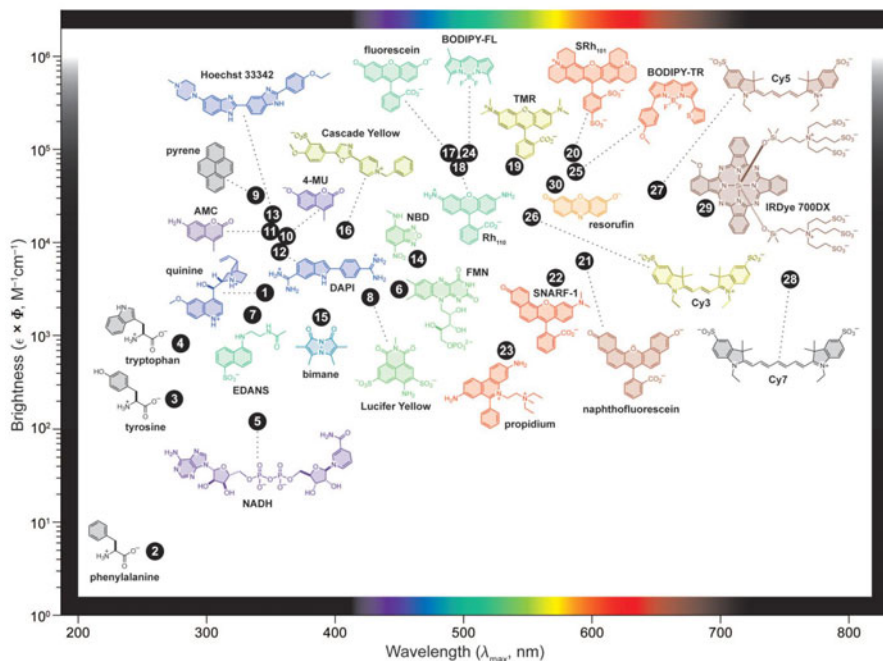 Brightness (ϵ × Φ, M⁻¹cm⁻¹)
10⁶
10⁵
10⁴
10³
10²
10¹
10⁰
BODIPY-FL
fluorescein
SRh₁₀₁
BODIPY-TR
Cy5
Hoechst 33342
TMR
Cascade Yellow
17
24
20
18
19
25
pyrene
30
27
9
4-MU
29
IRDye 700DX
13
AMC
NBD
resorufin
26
11
10
16
Rh₁₁₀
12
14
21
Cy3
quinine
DAPI
FMN
22
28
1
8
6
SNARF-1
7
15
4
tryptophan
23
bimane
EDANS
Lucifer Yellow
naphthofluorescein
Cy7
3
tyrosine
propidium
5
NADH
2
phenylalanine
200
300
400
500
600
700
800
Wavelength (λmax, nm)